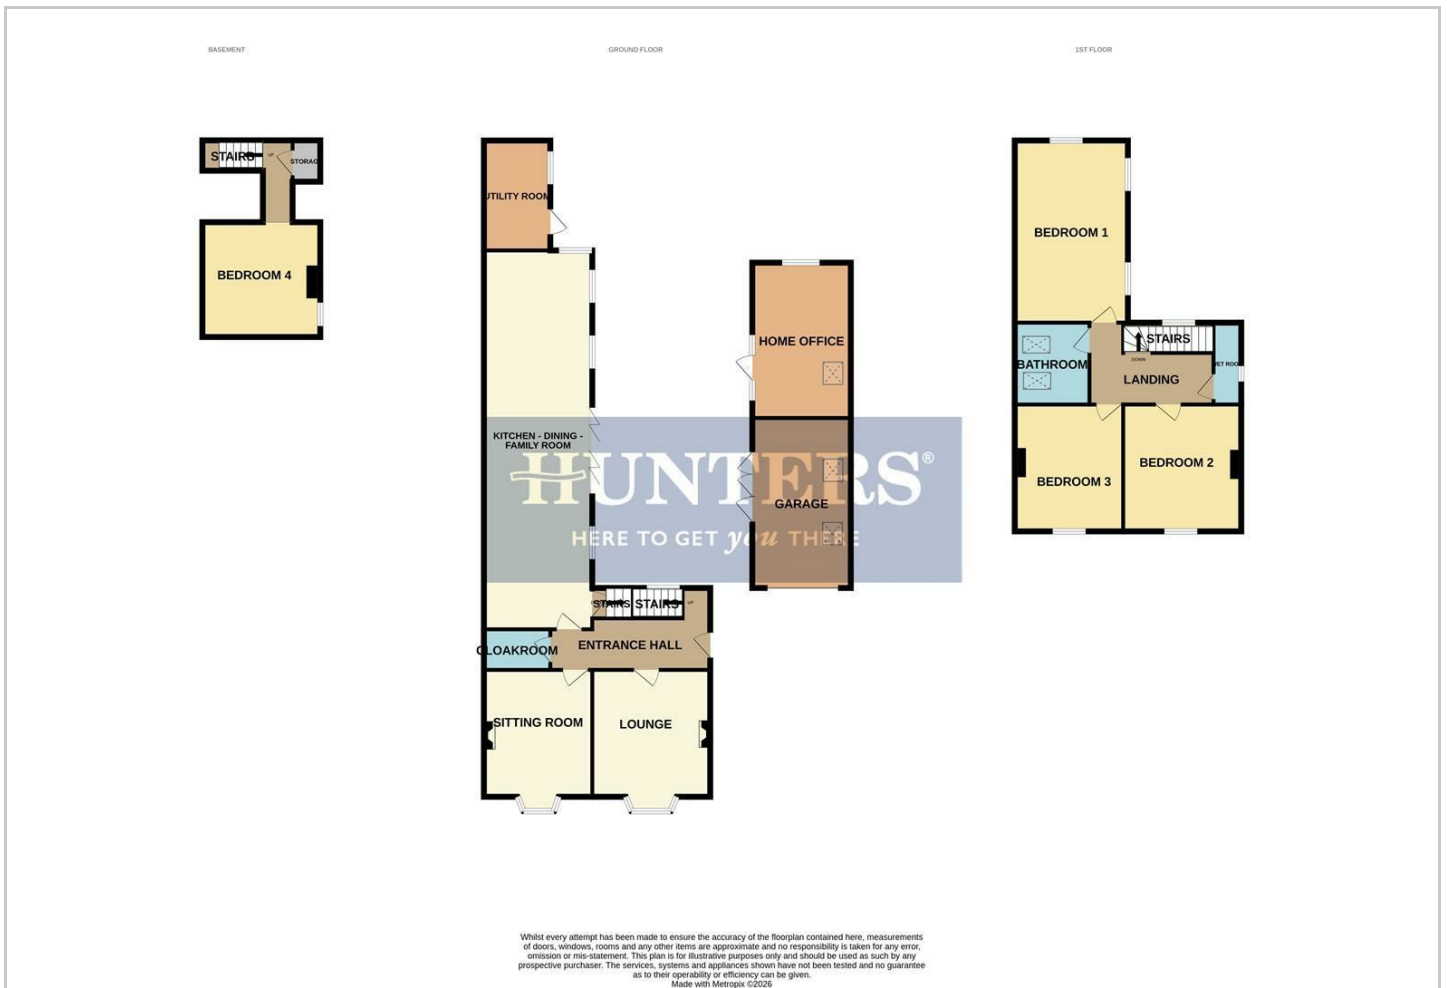 BASEMENT
GROUND FLOOR
1ST FLOOR
STAIRS
UP
STORAG
BEDROOM 4
UTILITY ROOM
KITCHEN - DINING -
FAMILY ROOM
HOME OFFICE
GARAGE
HUNTERS®
HERE TO GET you THERE
STAIRS
STAIRS
UP
CLOAKROOM
ENTRANCE HALL
SITTING ROOM
LOUNGE
BEDROOM 1
STAIRS
DOWN
BATHROOM
WET ROOM
LANDING
BEDROOM 3
BEDROOM 2
Whilst every attempt has been made to ensure the accuracy of the floorplan contained here, measurements
of doors, windows, rooms and any other items are approximate and no responsibility is taken for any error,
omission or mis-statement. This plan is for illustrative purposes only and should be used as such by any
prospective purchaser. The services, systems and appliances shown have not been tested and no guarantee
as to their operability or efficiency can be given.
Made with Metropix ©2026